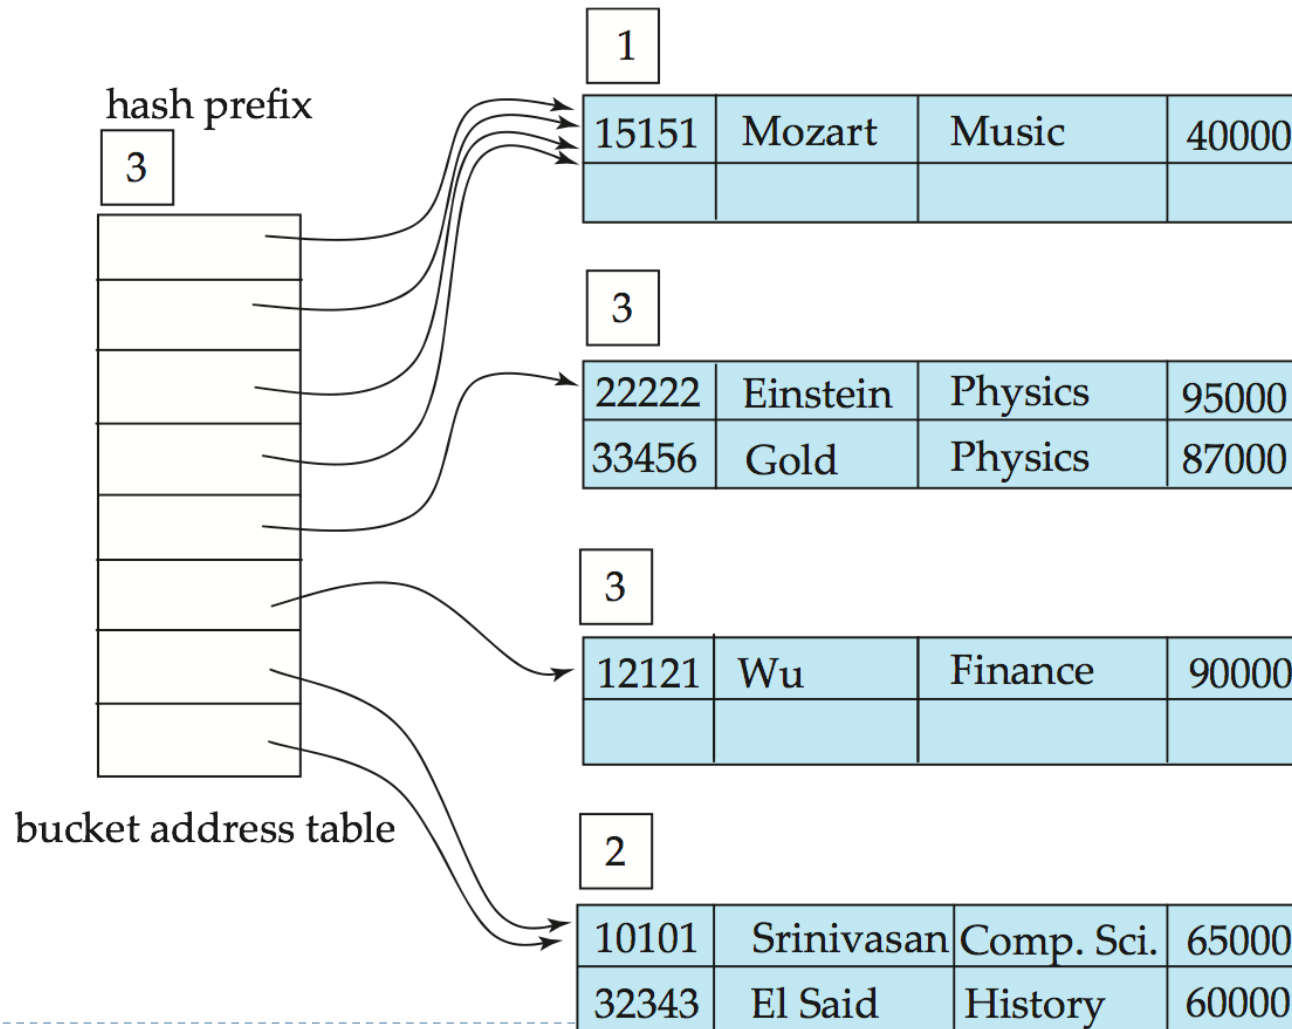 hash prefix
3
bucket address table
1
15151 Mozart Music 40000
3
22222 Einstein Physics 95000
33456 Gold Physics 87000
3
12121 Wu Finance 90000
2
10101 Srinivasan Comp. Sci. 65000
32343 El Said History 60000